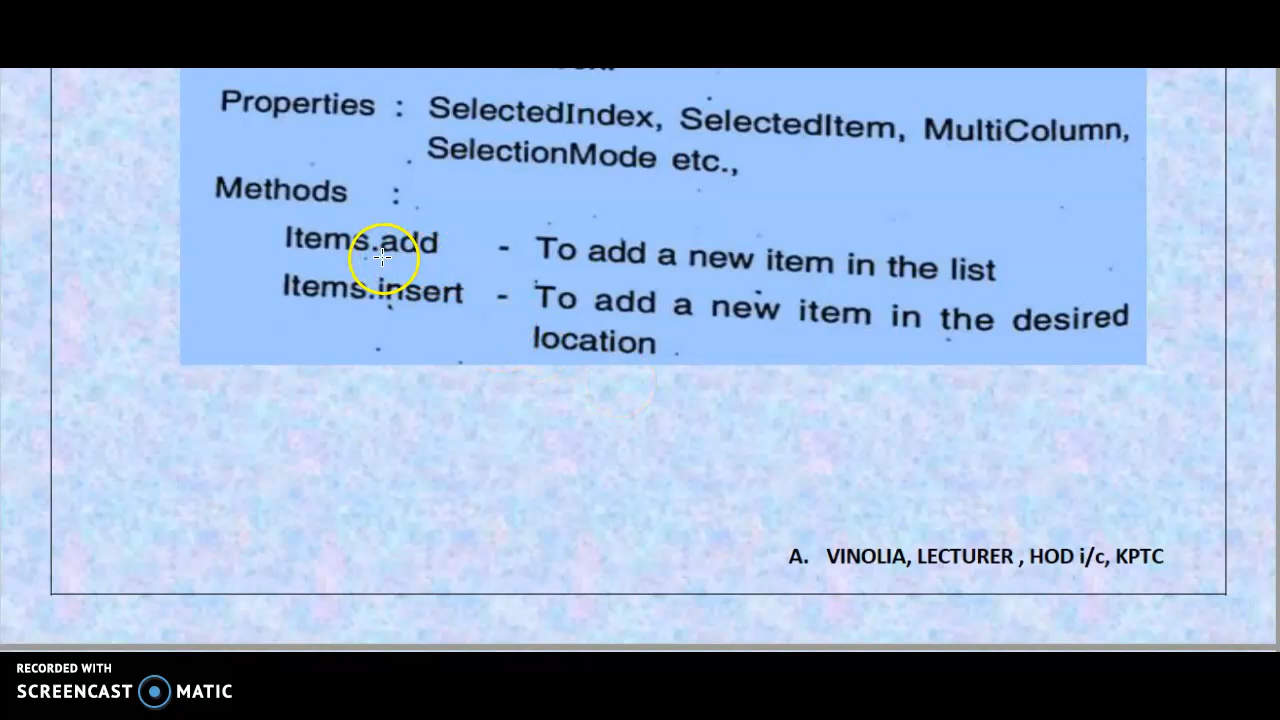 Properties : SelectedIndex, SelectedItem, MultiColumn,
SelectionMode etc.,
Methods :
Items.add - To add a new item in the list
Items.insert - To add a new item in the desired
location
A. VINOLIA, LECTURER , HOD i/c, KPTC
RECORDED WITH
SCREENCAST MATIC